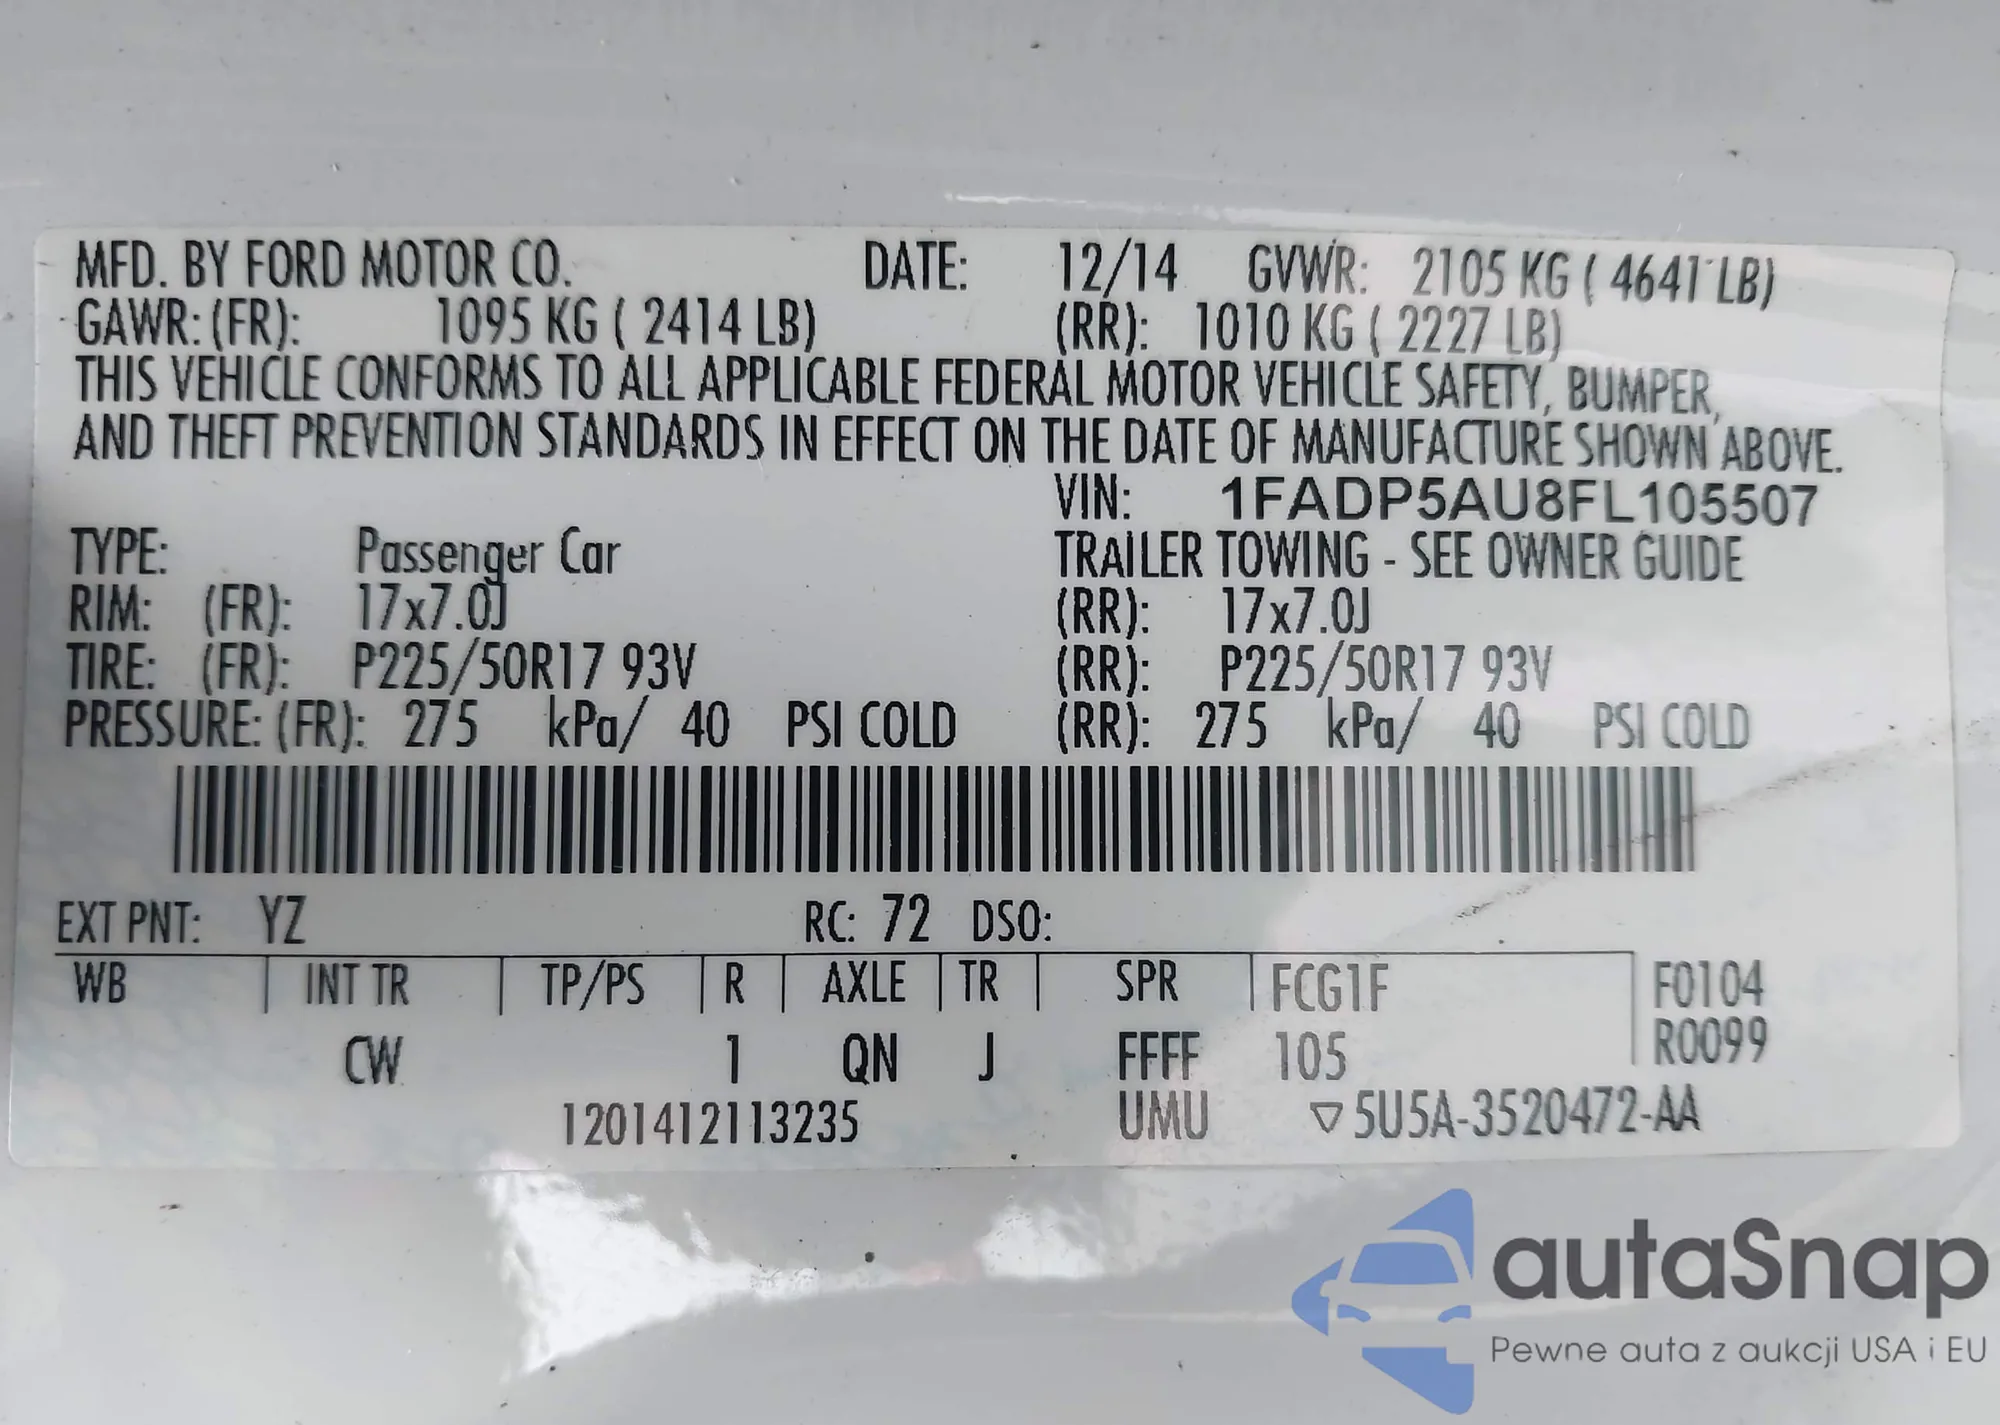 MFD. BY FORD MOTOR CO. DATE: 12/14 GVWR: 2105 KG ( 4641 LB)
GAWR: (FR): 1095 KG ( 2414 LB) (RR): 1010 KG ( 2227 LB)
THIS VEHICLE CONFORMS TO ALL APPLICABLE FEDERAL MOTOR VEHICLE SAFETY, BUMPER,
AND THEFT PREVENTION STANDARDS IN EFFECT ON THE DATE OF MANUFACTURE SHOWN ABOVE.
VIN: 1FADP5AU8FL105507
TYPE: Passenger Car TRAILER TOWING - SEE OWNER GUIDE
RIM: (FR): 17x7.0J (RR): 17x7.0J
TIRE: (FR): P225/50R17 93V (RR): P225/50R17 93V
PRESSURE: (FR): 275 kPa/ 40 PSI COLD (RR): 275 kPa/ 40 PSI COLD
EXT PNT: YZ RC: 72 DSO:
WB INT TR TP/PS R AXLE TR SPR FCG1F F0104
CW 1 QN J FFFF 105 R0099
1201412113235 UMU ▽5U5A-3520472-AA
autaSnap
Pewne auta z aukcji USA i EU